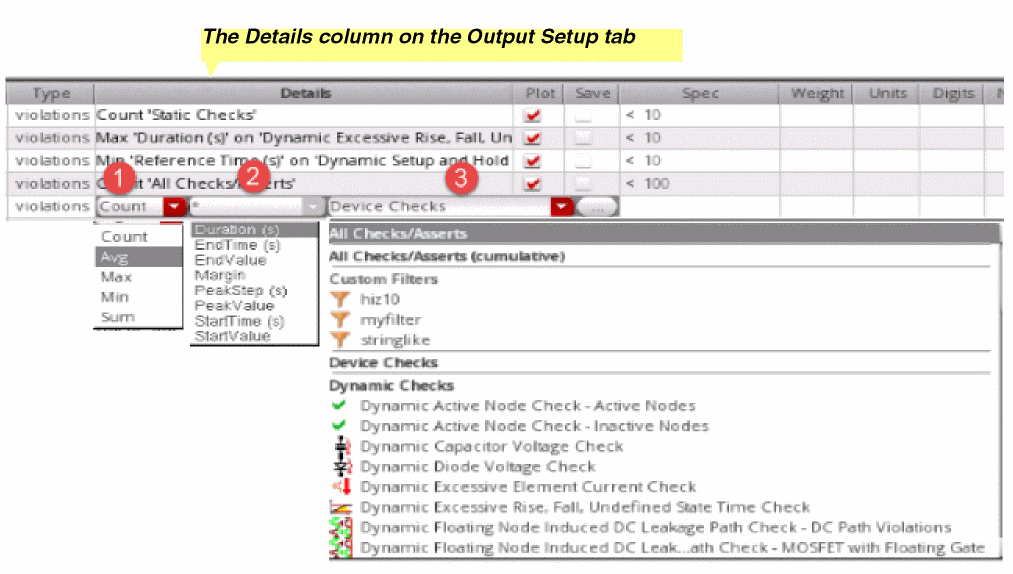 The Details column on the Output Setup tab
Type Details Plot Save Spec Weight Units Digits
violations Count 'Static Checks' < 10
violations Max 'Duration (s)' on 'Dynamic Excessive Rise, Fall, Un < 10
violations Min 'Reference Time (s)' on 'Dynamic Setup and Hold < 10
violations 'All Checks/Asserts' < 100
1 2 3
violations Count * Device Checks ...
Count
Avg
Max
Min
Sum
Duration (s)
EndTime (s)
EndValue
Margin
PeakStep (s)
PeakValue
StartTime (s)
StartValue
All Checks/Asserts
All Checks/Asserts (cumulative)
Custom Filters
hiz10
myfilter
stringlike
Device Checks
Dynamic Checks
Dynamic Active Node Check - Active Nodes
Dynamic Active Node Check - Inactive Nodes
Dynamic Capacitor Voltage Check
Dynamic Diode Voltage Check
Dynamic Excessive Element Current Check
Dynamic Excessive Rise, Fall, Undefined State Time Check
Dynamic Floating Node Induced DC Leakage Path Check - DC Path Violations
Dynamic Floating Node Induced DC Leak...ath Check - MOSFET with Floating Gate